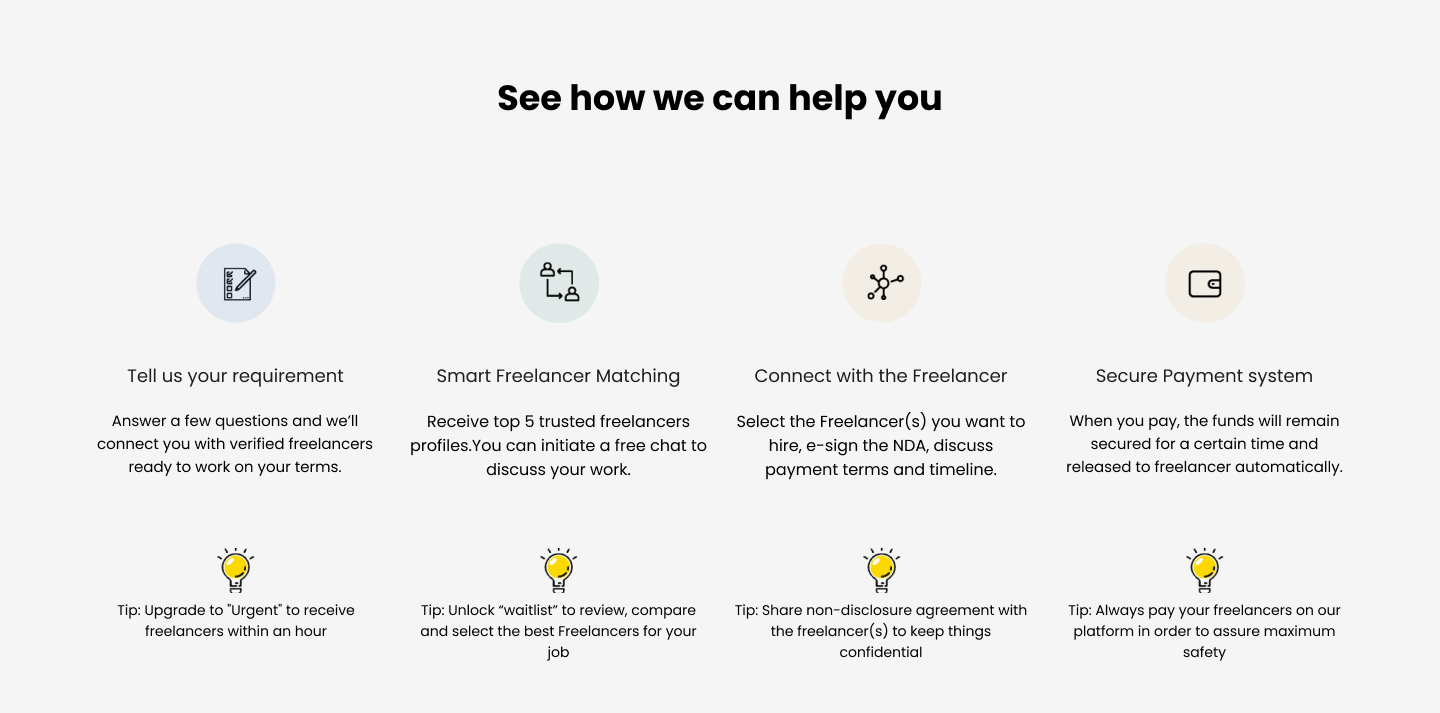 See how we can help you
Tell us your requirement
Answer a few questions and we’ll
connect you with verified freelancers
ready to work on your terms.
Smart Freelancer Matching
Receive top 5 trusted freelancers
profiles.You can initiate a free chat to
discuss your work.
Connect with the Freelancer
Select the Freelancer(s) you want to
hire, e-sign the NDA, discuss
payment terms and timeline.
Secure Payment system
When you pay, the funds will remain
secured for a certain time and
released to freelancer automatically.
Tip: Upgrade to "Urgent" to receive
freelancers within an hour
Tip: Unlock “waitlist” to review, compare
and select the best Freelancers for your
job
Tip: Share non-disclosure agreement with
the freelancer(s) to keep things
confidential
Tip: Always pay your freelancers on our
platform in order to assure maximum
safety